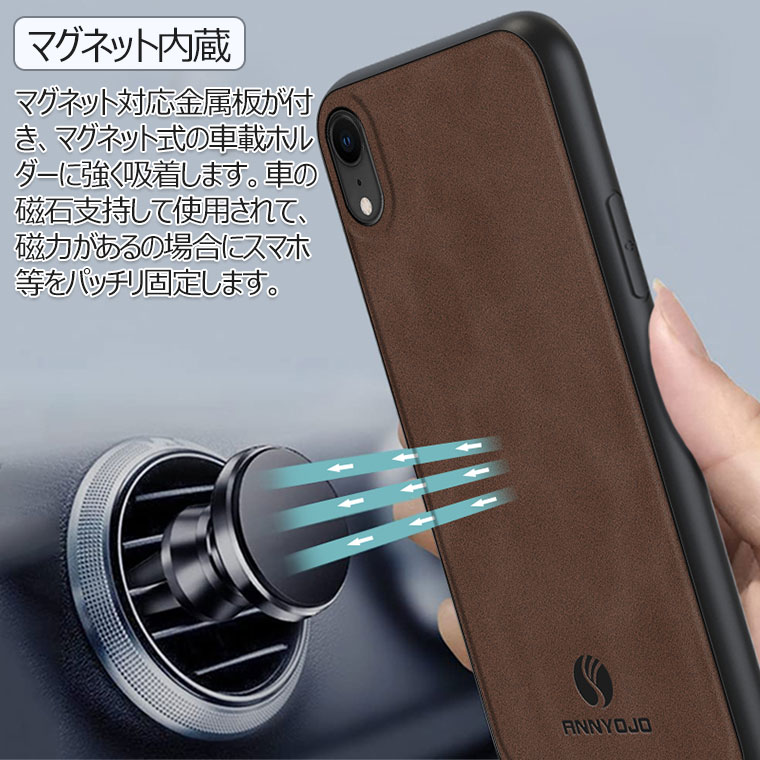 マグネット内蔵
マグネット対応金属板が付
き、マグネット式の車載ホル
ダーに強く吸着します。車の
磁石支持して使用されて、
磁力があるの場合にスマホ
等をパッチリ固定します。
ANNYOJO